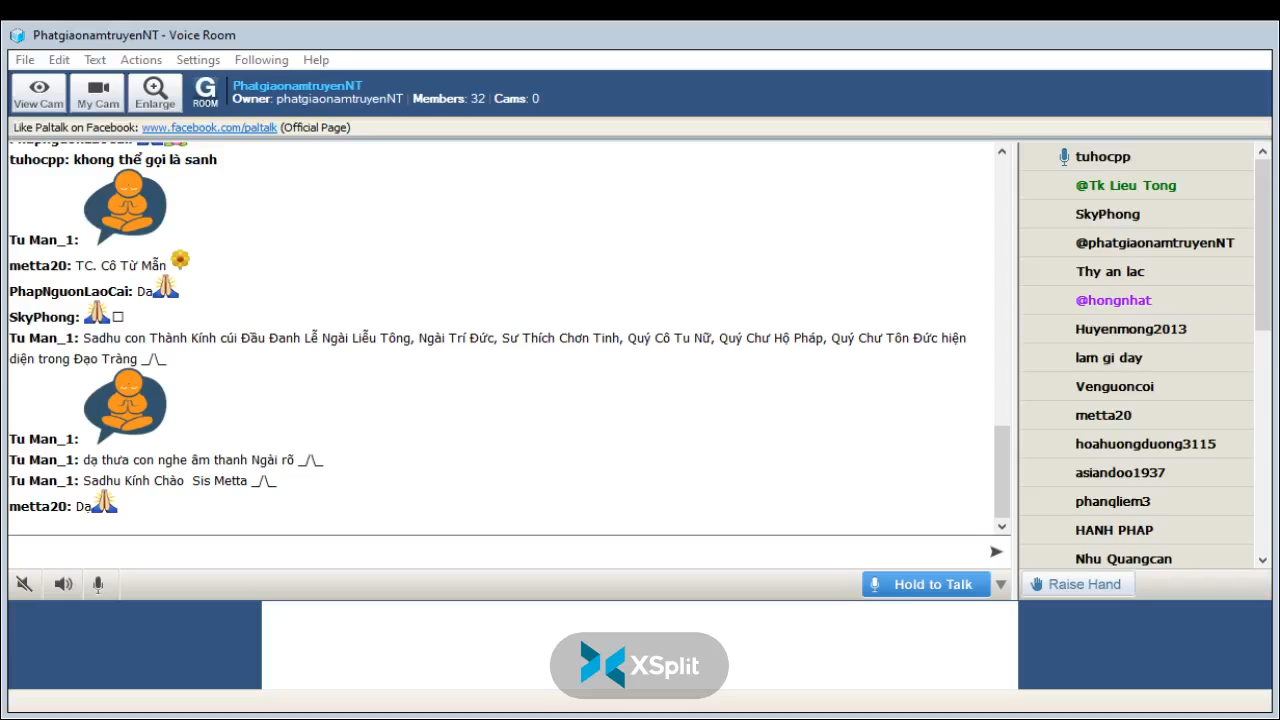 PhatgiaonamtruyenNT - Voice Room
File Edit Text Actions Settings Following Help
View Cam My Cam Enlarge G ROOM
PhatgiaonamtruyenNT
Owner: phatgiaonamtruyenNT | Members: 32 | Cams: 0
Like Paltalk on Facebook: www.facebook.com/paltalk (Official Page)
PhapNguonLaoCai:
tuhocpp: khong thể gọi là sanh
Tu Man_1:
metta20: TC. Cô Từ Mẫn
PhapNguonLaoCai: Da
SkyPhong:
Tu Man_1: Sadhu con Thành Kính cúi Đầu Đanh Lễ Ngài Liễu Tông, Ngài Trí Đức, Sư Thích Chơn Tinh, Quý Cô Tu Nữ, Quý Chư Hộ Pháp, Quý Chư Tôn Đức hiện
diện trong Đạo Tràng _/\_
Tu Man_1:
Tu Man_1: dạ thưa con nghe âm thanh Ngài rõ _/\_
Tu Man_1: Sadhu Kính Chào  Sis Metta _/\_
metta20: Dạ
Hold to Talk
tuhocpp
@Tk Lieu Tong
SkyPhong
@phatgiaonamtruyenNT
Thy an lac
@hongnhat
Huyenmong2013
lam gi day
Venguoncoi
metta20
hoahuongduong3115
asiandoo1937
phanqliem3
HANH PHAP
Nhu Quangcan
Raise Hand
XSplit